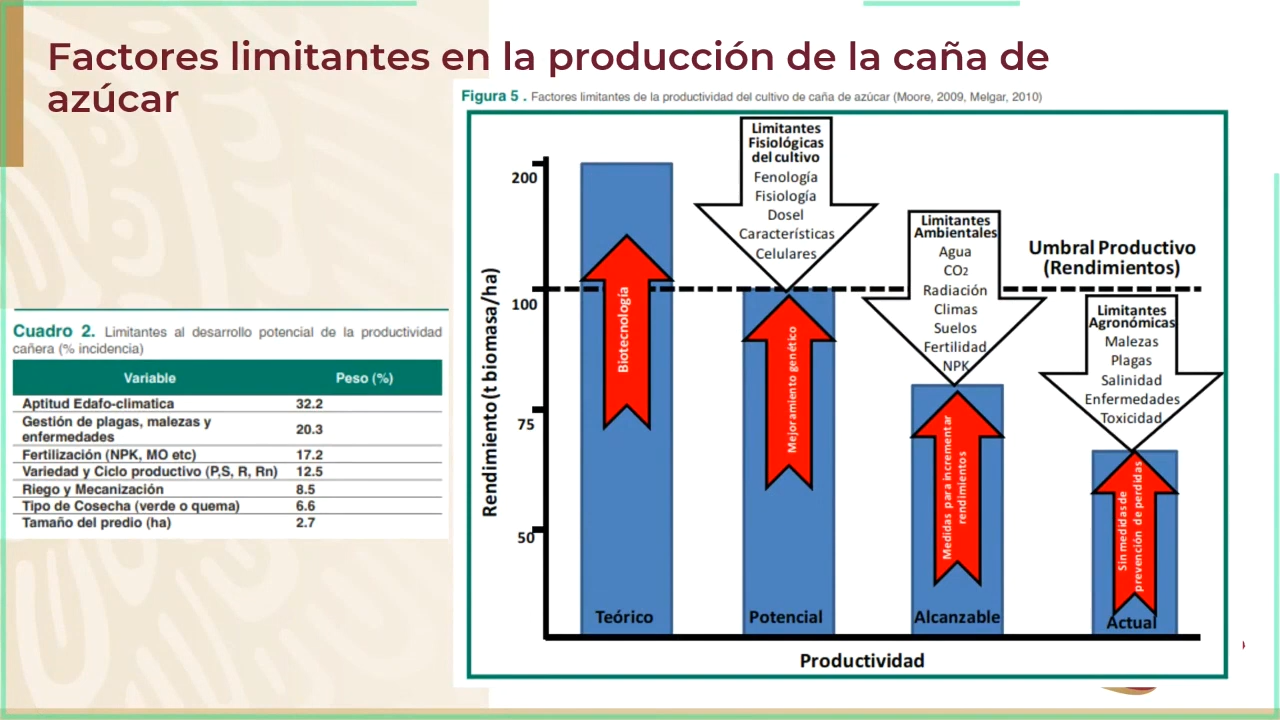 Factores limitantes en la producción de la caña de
azúcar
Figura 5 . Factores limitantes de la productividad del cultivo de caña de azúcar (Moore, 2009, Melgar, 2010)
Cuadro 2. Limitantes al desarrollo potencial de la productividad
cañera (% incidencia)
Variable Peso (%)
Aptitud Edafo-climatica 32.2
Gestión de plagas, malezas y
enfermedades 20.3
Fertilización (NPK, MO etc) 17.2
Variedad y Ciclo productivo (P,S, R, Rn) 12.5
Riego y Mecanización 8.5
Tipo de Cosecha (verde o quema) 6.6
Tamaño del predio (ha) 2.7
Rendimiento (t biomasa/ha)
200
100
75
50
Biotecnología
Teórico
Limitantes
Fisiológicas
del cultivo
Fenología
Fisiología
Dosel
Características
Celulares
Mejoramiento genético
Potencial
Limitantes
Ambientales
Agua
CO2
Radiación
Climas
Suelos
Fertilidad
NPK
Medidas para incrementar
rendimientos
Alcanzable
Umbral Productivo
(Rendimientos)
Limitantes
Agronómicas
Malezas
Plagas
Salinidad
Enfermedades
Toxicidad
Sin medidas de
prevención de perdidas
Actual
Productividad